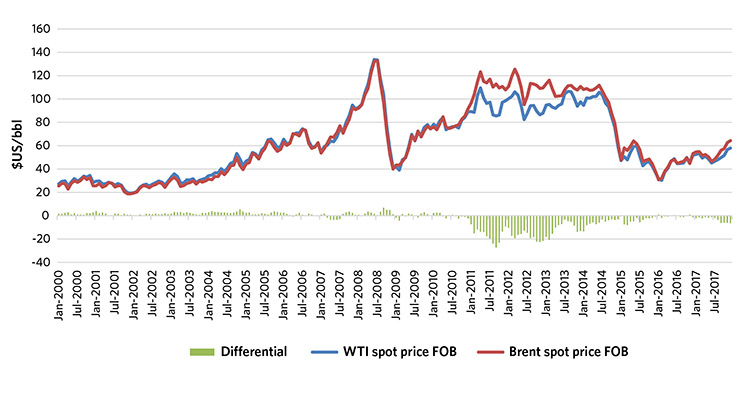 160
140
120
100
80
60
40
20
0
-20
-40
$US/bbl
Jan-2000
Jul-2000
Jan-2001
Jul-2001
Jan-2002
Jul-2002
Jan-2003
Jul-2003
Jan-2004
Jul-2004
Jan-2005
Jul-2005
Jan-2006
Jul-2006
Jan-2007
Jul-2007
Jan-2008
Jul-2008
Jan-2009
Jul-2009
Jan-2010
Jul-2010
Jan-2011
Jul-2011
Jan-2012
Jul-2012
Jan-2013
Jul-2013
Jan-2014
Jul-2014
Jan-2015
Jul-2015
Jan-2016
Jul-2016
Jan-2017
Jul-2017
Differential WTI spot price FOB Brent spot price FOB